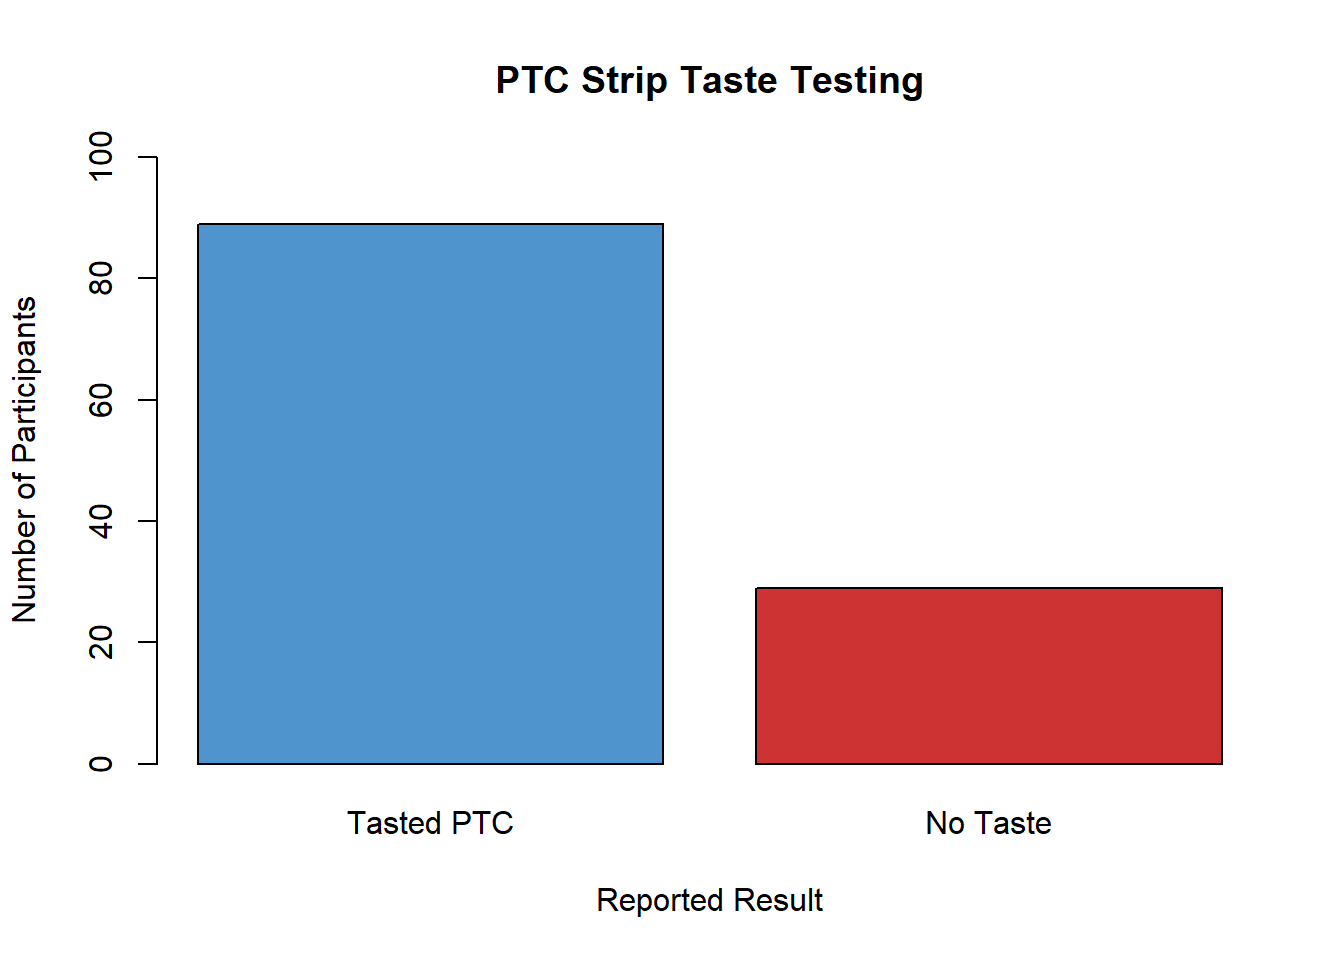 PTC Strip Taste Testing
Number of Participants
100
80
60
40
20
0
Tasted PTC
No Taste
Reported Result